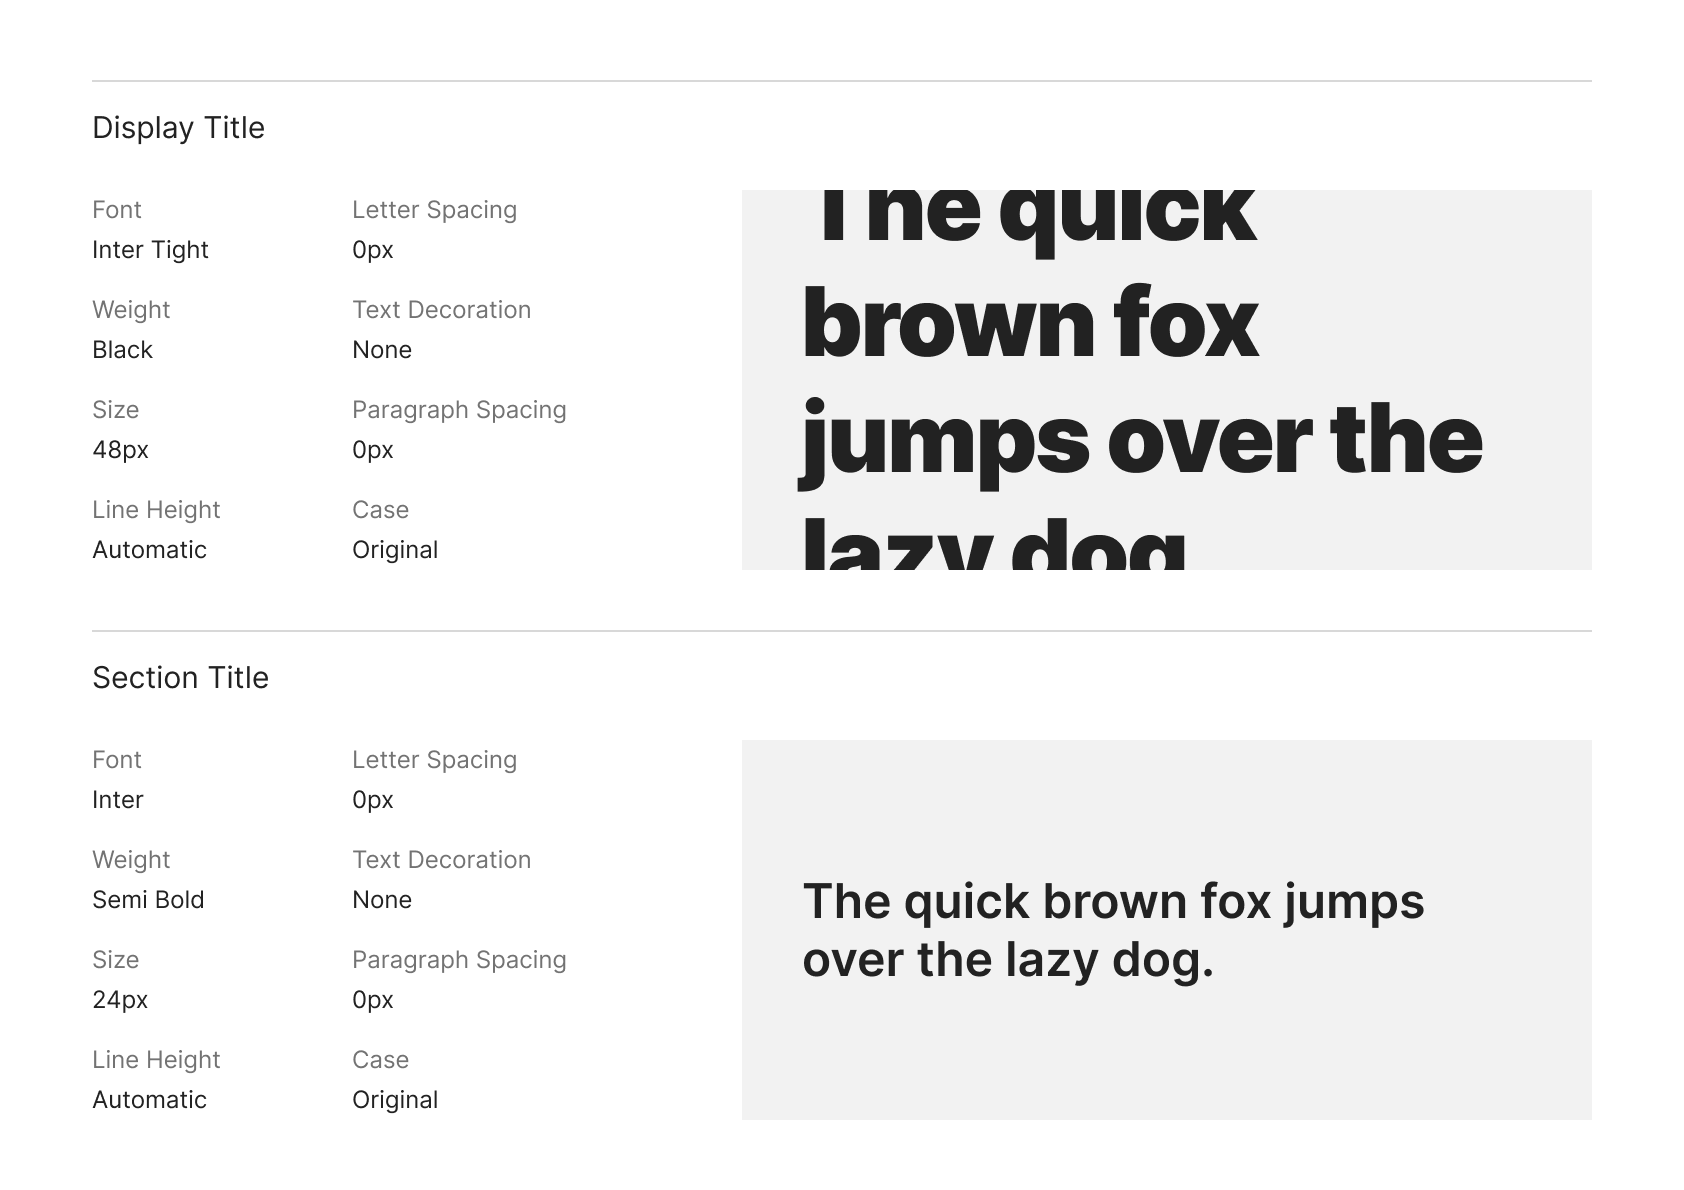 Display Title
Font
Inter Tight
Weight
Black
Size
48px
Line Height
Automatic
Letter Spacing
0px
Text Decoration
None
Paragraph Spacing
0px
Case
Original
The quick
brown fox
jumps over the
lazy dog
Section Title
Font
Inter
Weight
Semi Bold
Size
24px
Line Height
Automatic
Letter Spacing
0px
Text Decoration
None
Paragraph Spacing
0px
Case
Original
The quick brown fox jumps
over the lazy dog.